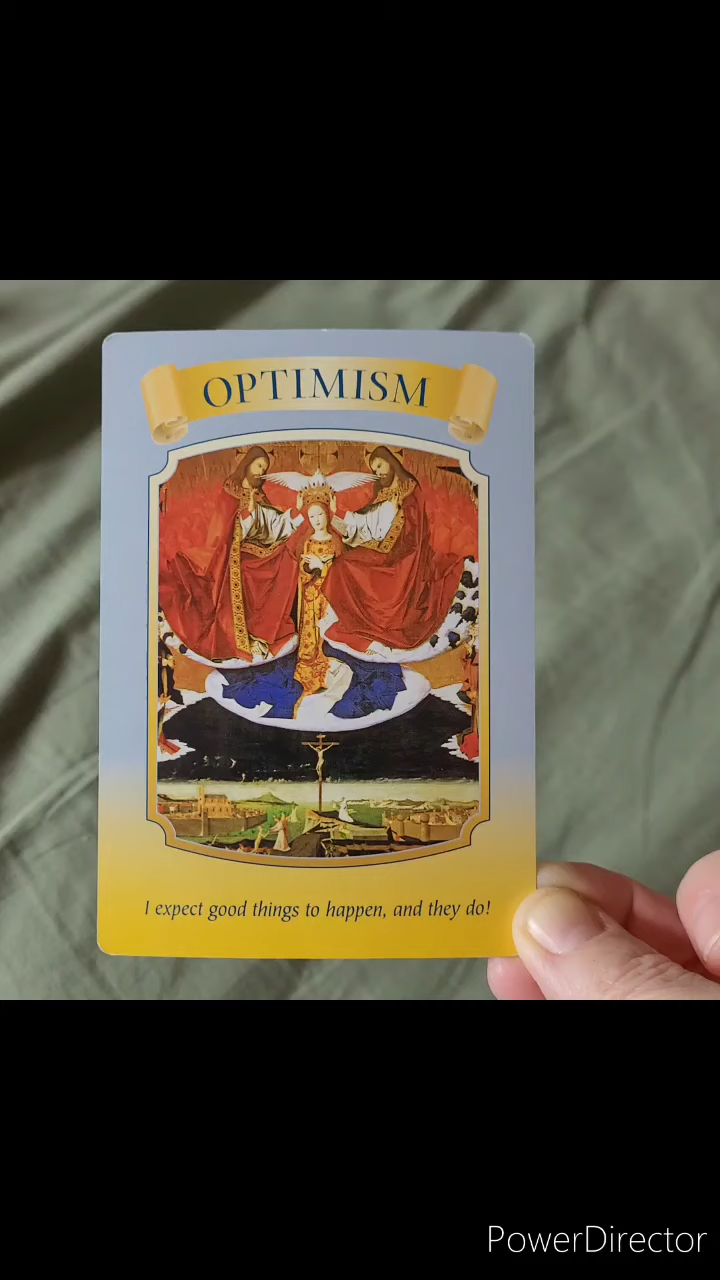 OPTIMISM
I expect good things to happen, and they do!
PowerDirector